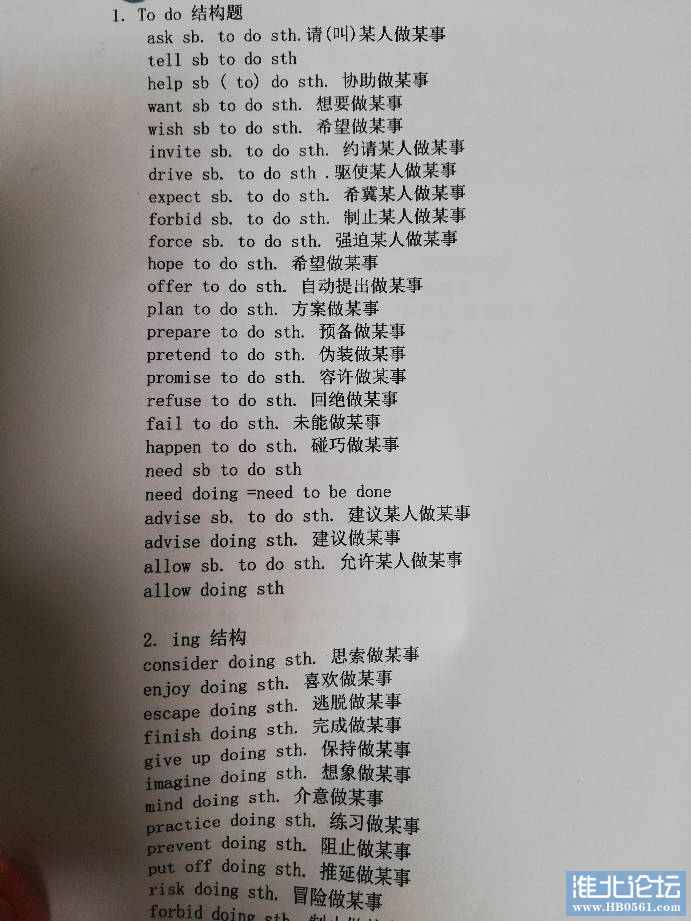 1. To do 结构题
ask sb. to do sth.请(叫)某人做某事
tell sb to do sth
help sb ( to) do sth. 协助做某事
want sb to do sth. 想要做某事
wish sb to do sth. 希望做某事
invite sb. to do sth. 约请某人做某事
drive sb. to do sth .驱使某人做某事
expect sb. to do sth. 希冀某人做某事
forbid sb. to do sth. 制止某人做某事
force sb. to do sth. 强迫某人做某事
hope to do sth. 希望做某事
offer to do sth. 自动提出做某事
plan to do sth. 方案做某事
prepare to do sth. 预备做某事
pretend to do sth. 伪装做某事
promise to do sth. 容许做某事
refuse to do sth. 回绝做某事
fail to do sth. 未能做某事
happen to do sth. 碰巧做某事
need sb to do sth
need doing =need to be done
advise sb. to do sth. 建议某人做某事
advise doing sth. 建议做某事
allow sb. to do sth. 允许某人做某事
allow doing sth
2. ing 结构
consider doing sth. 思索做某事
enjoy doing sth. 喜欢做某事
escape doing sth. 逃脱做某事
finish doing sth. 完成做某事
give up doing sth. 保持做某事
imagine doing sth. 想象做某事
mind doing sth. 介意做某事
practice doing sth. 练习做某事
prevent doing sth. 阻止做某事
put off doing sth. 推延做某事
risk doing sth. 冒险做某事
forbid doing sth.
淮北论坛
www.HB0561.com